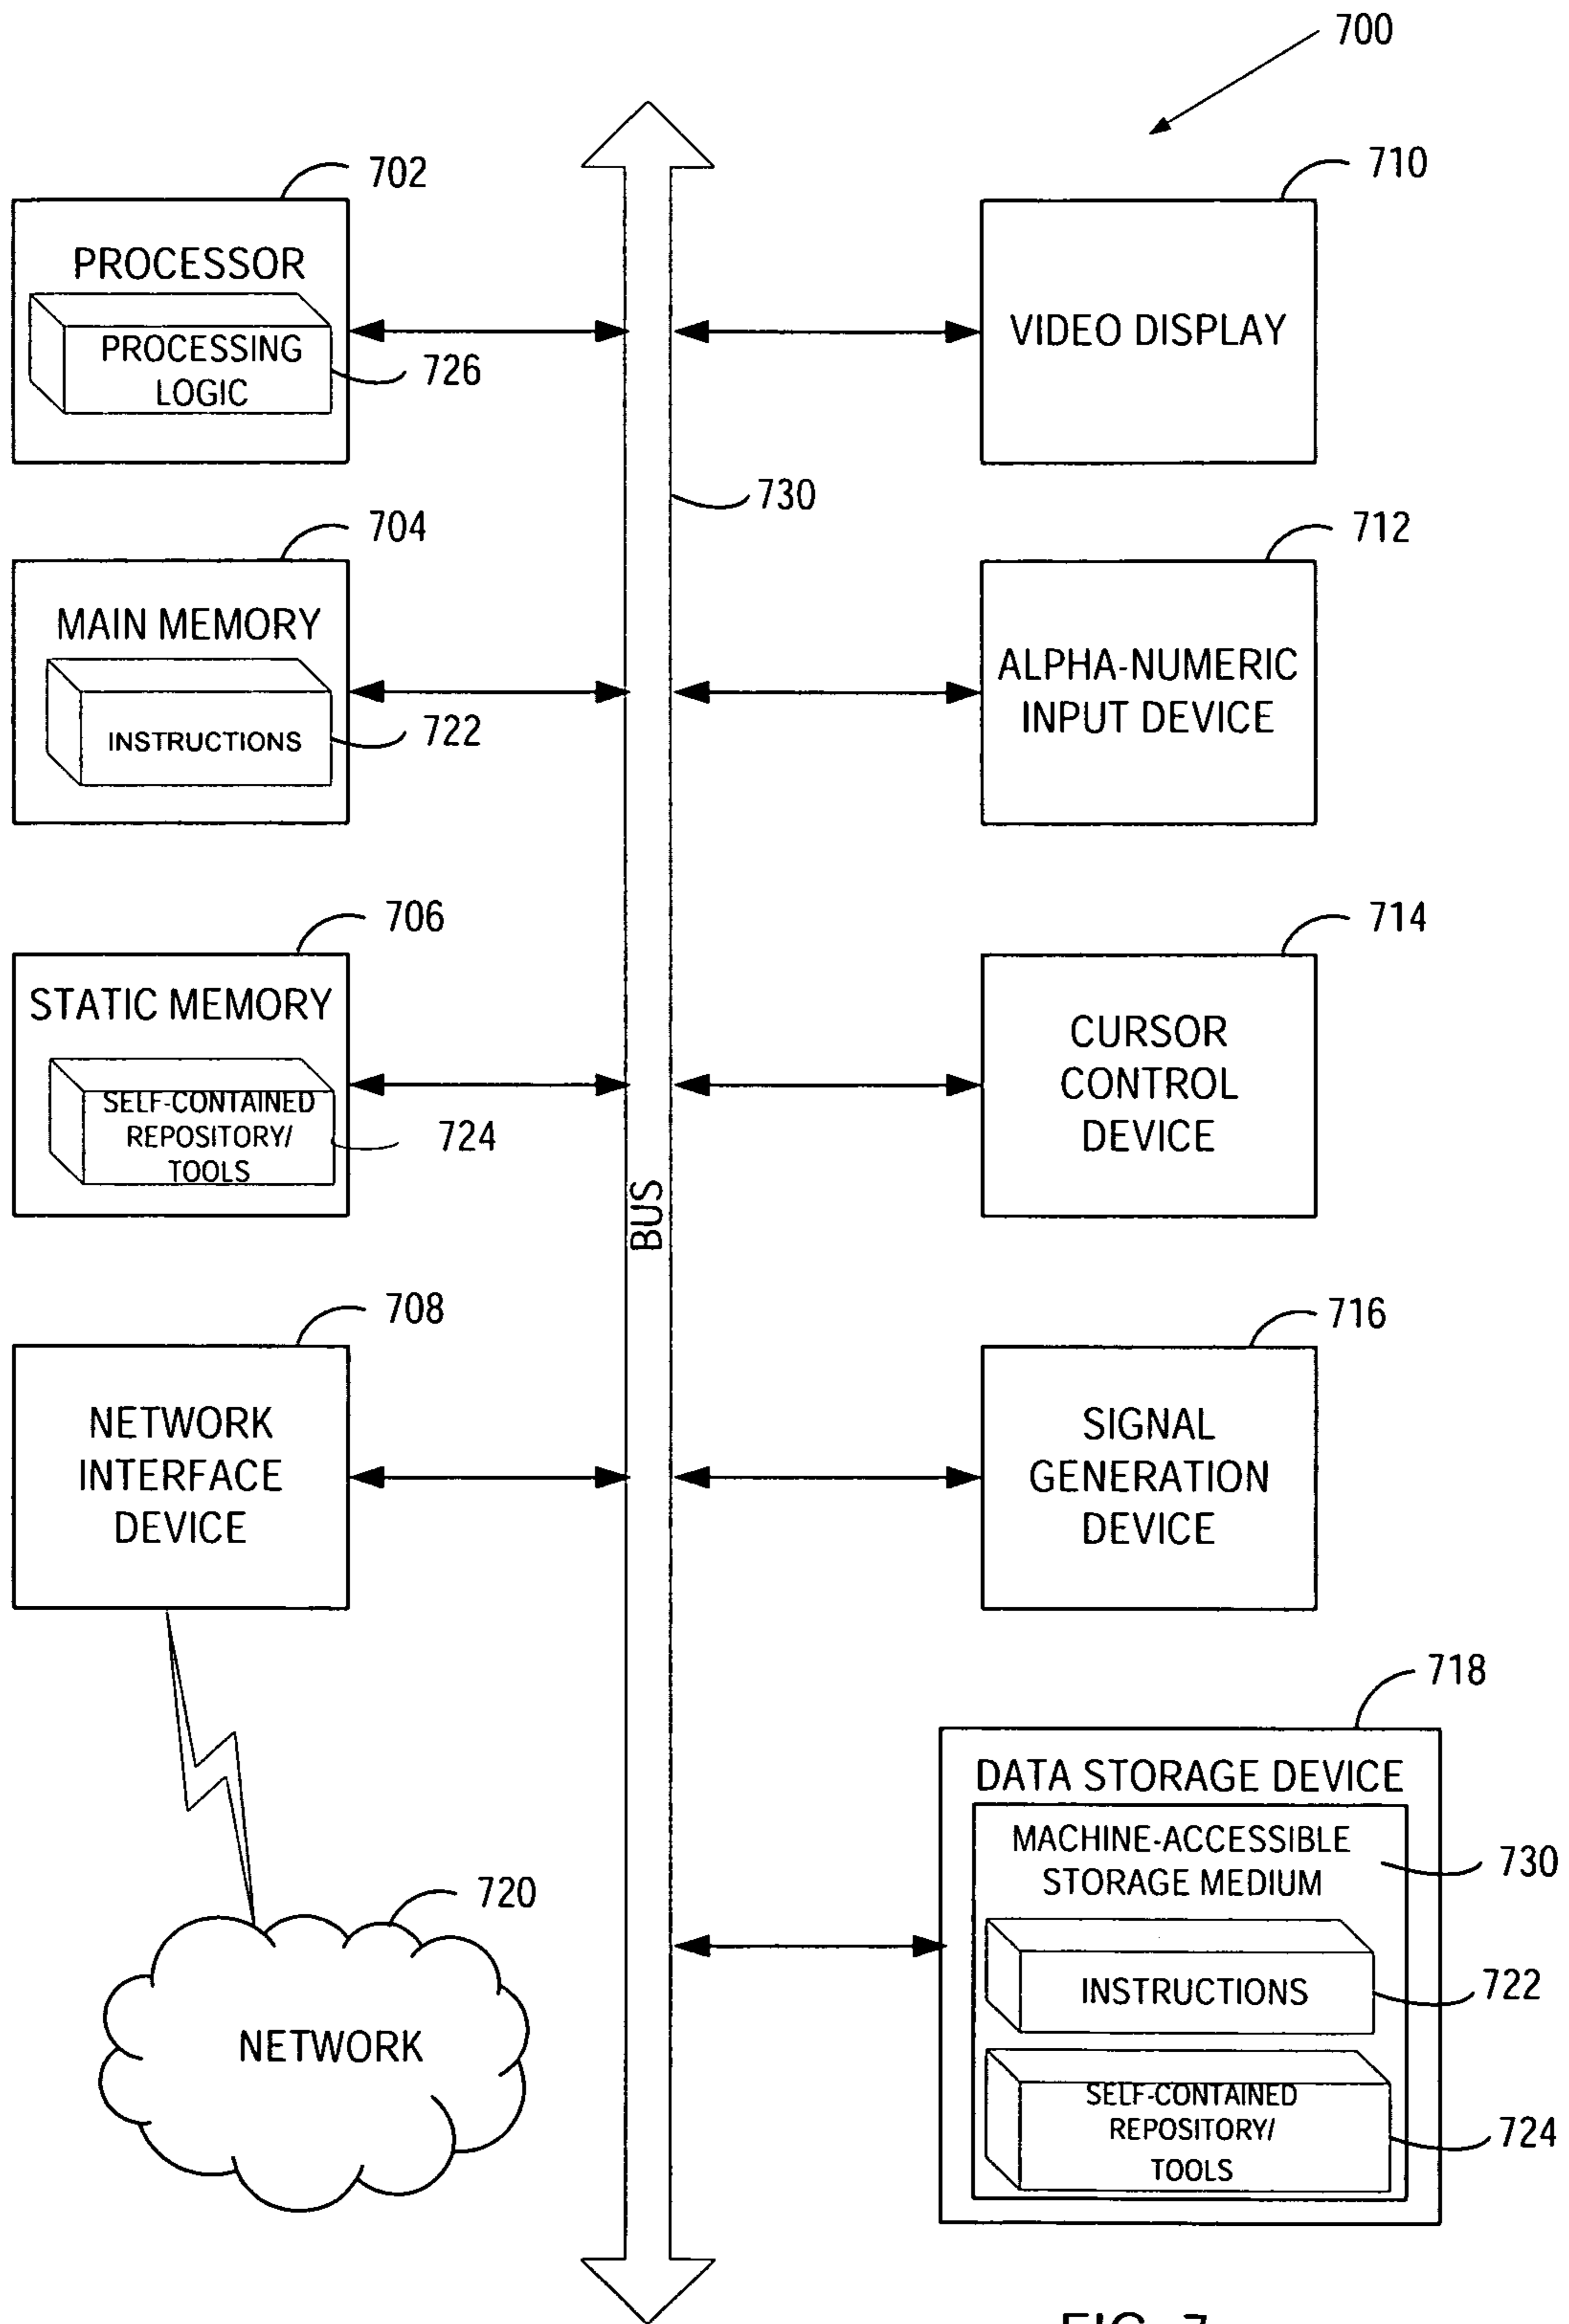 700
702
PROCESSOR
PROCESSING
LOGIC
726
710
VIDEO DISPLAY
730
704
MAIN MEMORY
INSTRUCTIONS
722
712
ALPHA-NUMERIC
INPUT DEVICE
706
STATIC MEMORY
SELF-CONTAINED
REPOSITORY/
TOOLS
724
714
CURSOR
CONTROL
DEVICE
BUS
708
NETWORK
INTERFACE
DEVICE
716
SIGNAL
GENERATION
DEVICE
718
DATA STORAGE DEVICE
MACHINE-ACCESSIBLE
STORAGE MEDIUM
730
INSTRUCTIONS
722
SELF-CONTAINED
REPOSITORY/
TOOLS
724
720
NETWORK
FIG. 7